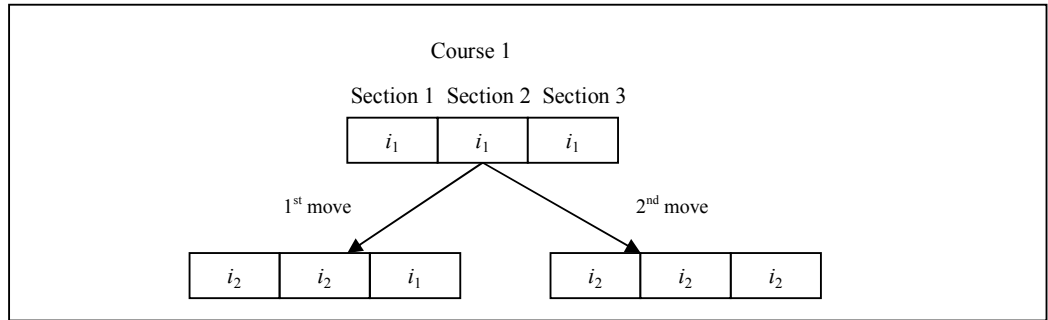 Course 1
Section 1 Section 2 Section 3
i₁ i₁ i₁
1ˢᵗ move 2ⁿᵈ move
i₂ i₂ i₁ i₂ i₂ i₂